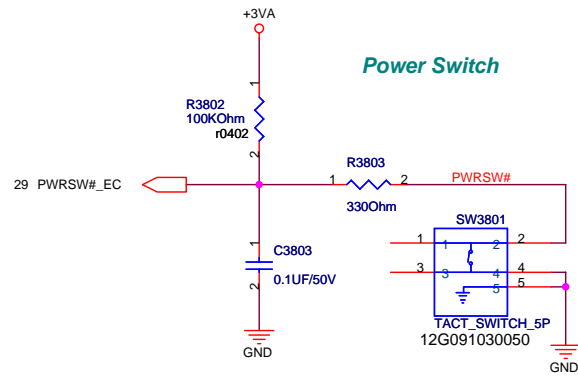 +3VA
Power Switch
1
R3802
100KOhm
r0402
2
R3803
29 PWRSW#_EC
1
2
PWRSW#
330Ohm
SW3801
1
C3803
0.1UF/50V
2
1
1
2
2
3
3
4
4
5
5
TACT_SWITCH_5P
12G091030050
GND
GND